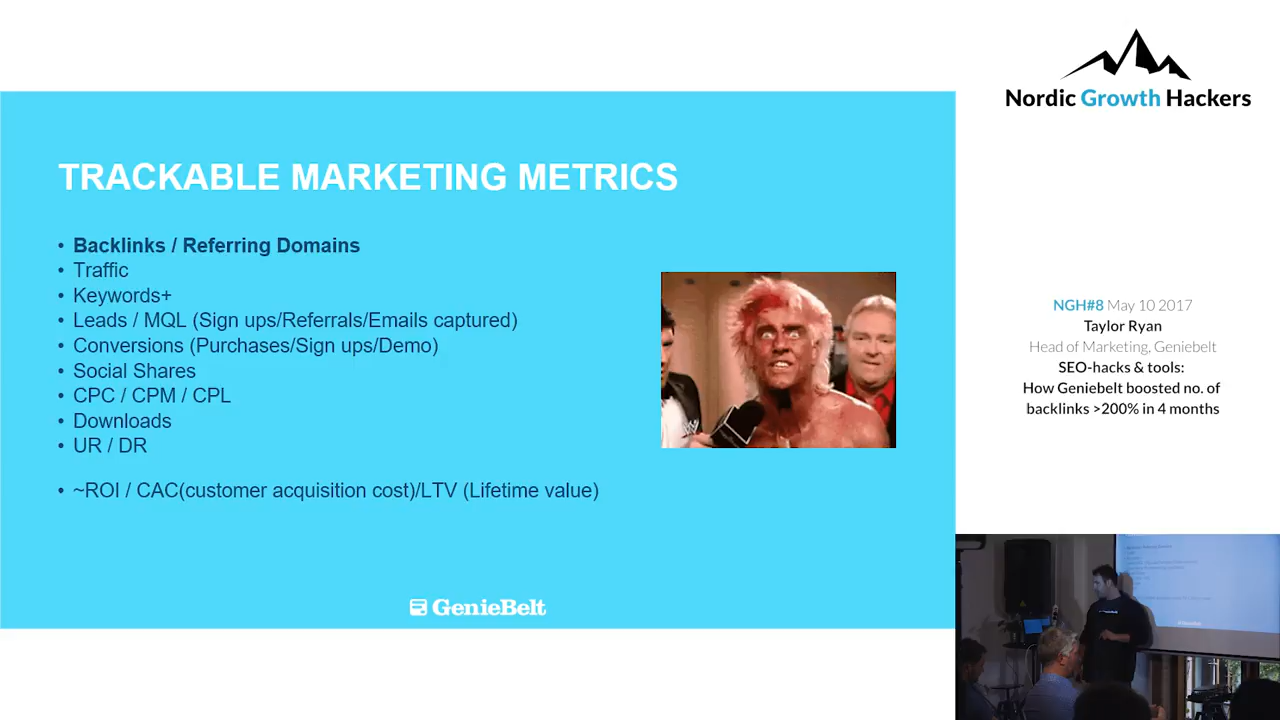 TRACKABLE MARKETING METRICS
• Backlinks / Referring Domains
• Traffic
• Keywords+
• Leads / MQL (Sign ups/Referrals/Emails captured)
• Conversions (Purchases/Sign ups/Demo)
• Social Shares
• CPC / CPM / CPL
• Downloads
• UR / DR
• ~ROI / CAC(customer acquisition cost)/LTV (Lifetime value)
GenieBelt
Nordic Growth Hackers
NGH#8 May 10 2017
Taylor Ryan
Head of Marketing, Geniebelt
SEO-hacks & tools:
How Geniebelt boosted no. of
backlinks >200% in 4 months